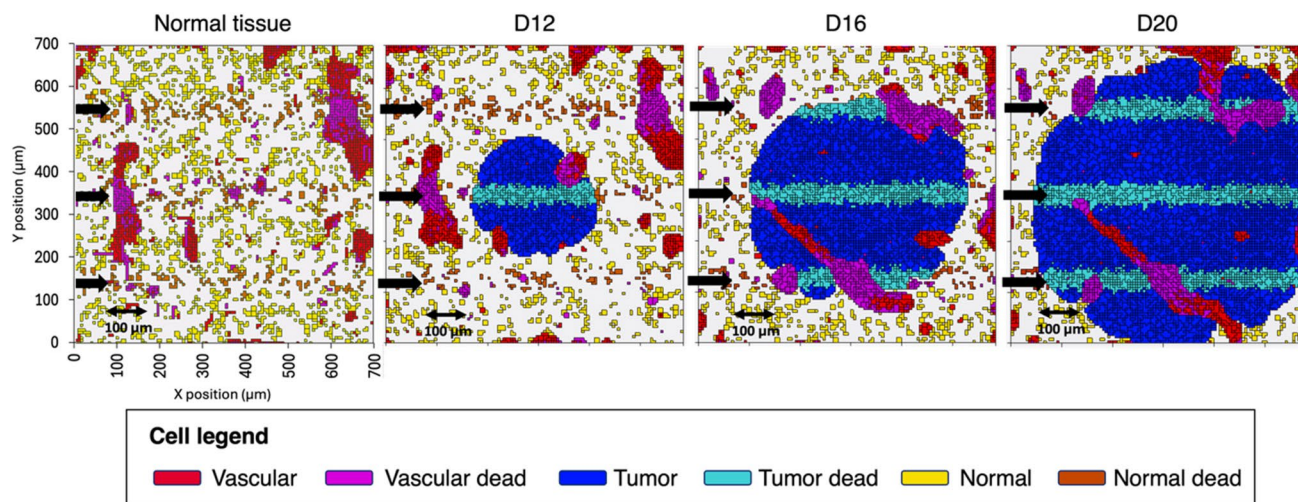 Normal tissue D12 D16 D20
Y position (µm)
700
600
500
400
300
200
100
0
100 µm 100 µm 100 µm 100 µm
0 100 200 300 400 500 600 700
X position (µm)
Cell legend
Vascular Vascular dead Tumor Tumor dead Normal Normal dead